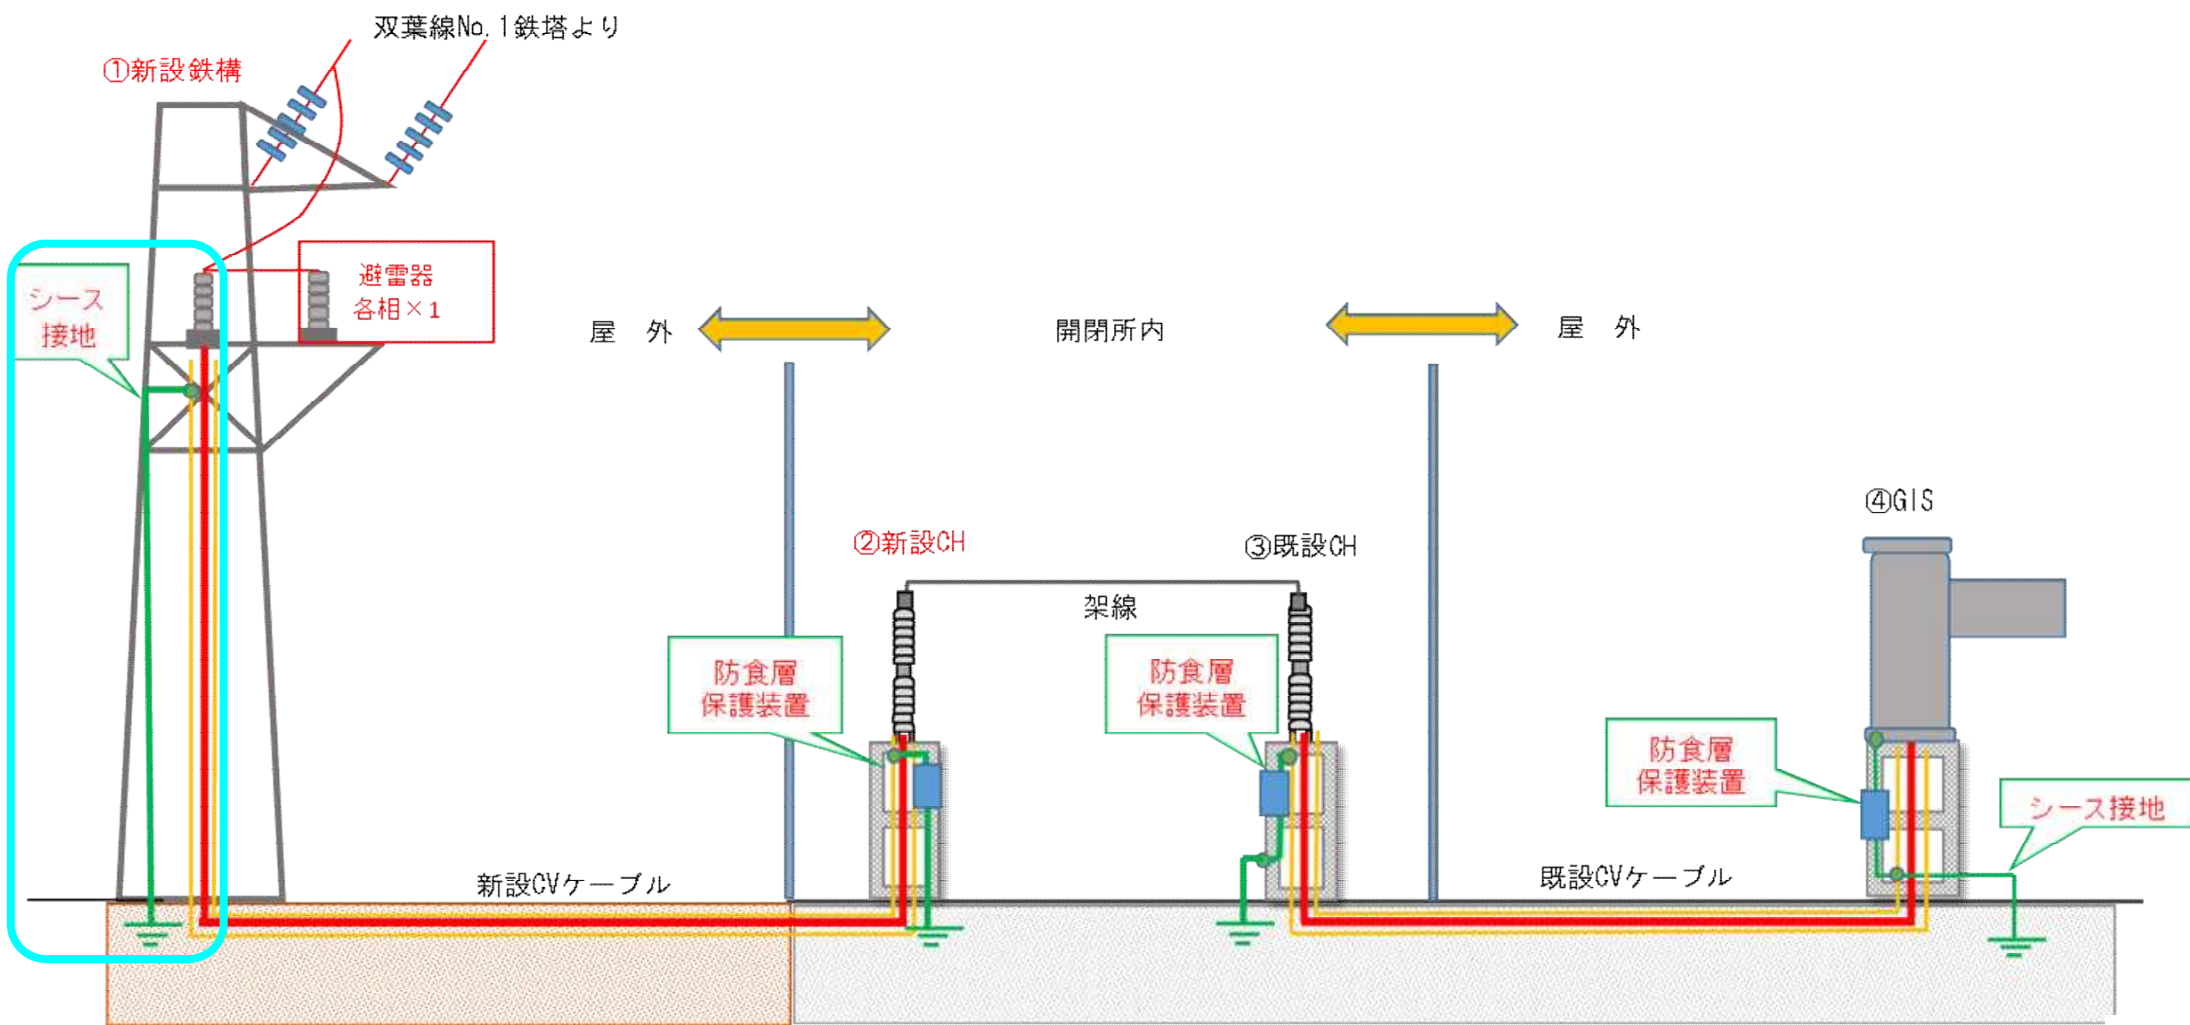 双葉線No.1鉄塔より
①新設鉄構
シース
接地
避雷器
各相×1
屋　外
開閉所内
屋　外
④GIS
②新設CH
③既設CH
架線
防食層
保護装置
防食層
保護装置
防食層
保護装置
シース接地
新設CVケーブル
既設CVケーブル